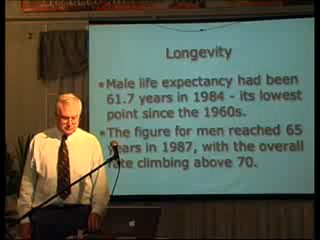 Longevity
Male life expectancy had been
61.7 years in 1984 - its lowest
point since the 1960s.
The figure for men reached 65
years in 1987, with the overall
rate climbing above 70.